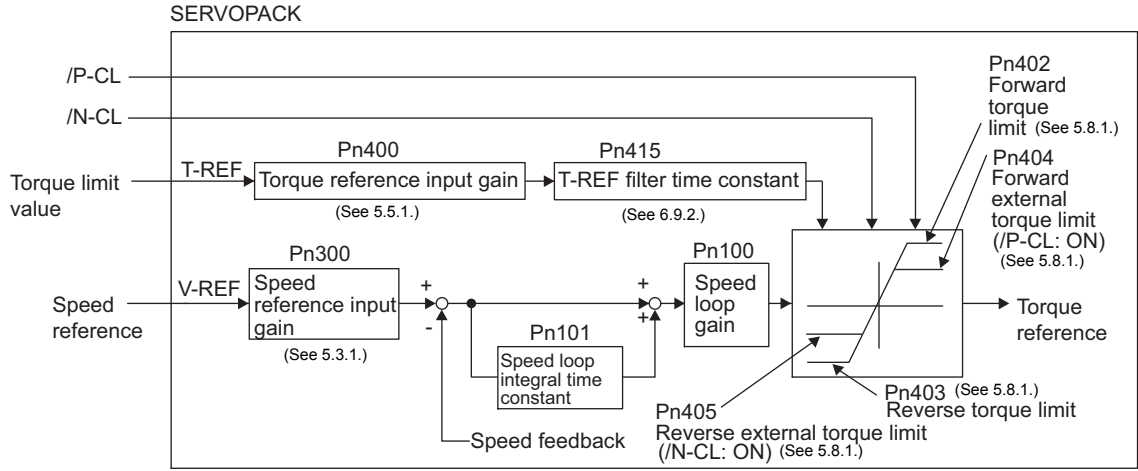 SERVOPACK
/P-CL
/N-CL
Torque limit
value
T-REF
Pn400
Torque reference input gain
(See 5.5.1.)
Pn415
T-REF filter time constant
(See 6.9.2.)
Pn402
Forward
torque
limit (See 5.8.1.)
Pn404
Forward
external
torque limit
(/P-CL: ON)
(See 5.8.1.)
Speed
reference
V-REF
Pn300
Speed
reference input
gain
(See 5.3.1.)
+
-
Pn101
Speed loop
integral time
constant
+
+
Pn100
Speed
loop
gain
Torque
reference
Speed feedback
Pn403 (See 5.8.1.)
Reverse torque limit
Pn405
Reverse external torque limit
(/N-CL: ON) (See 5.8.1.)